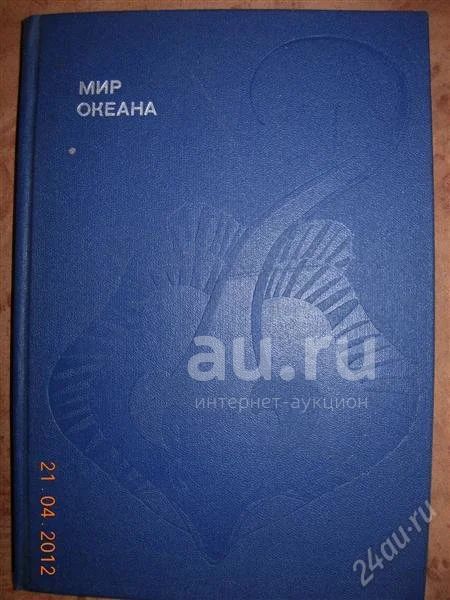 МИР
ОКЕАНА
au.ru
интернет-аукцион
21.04.2012
24au.ru